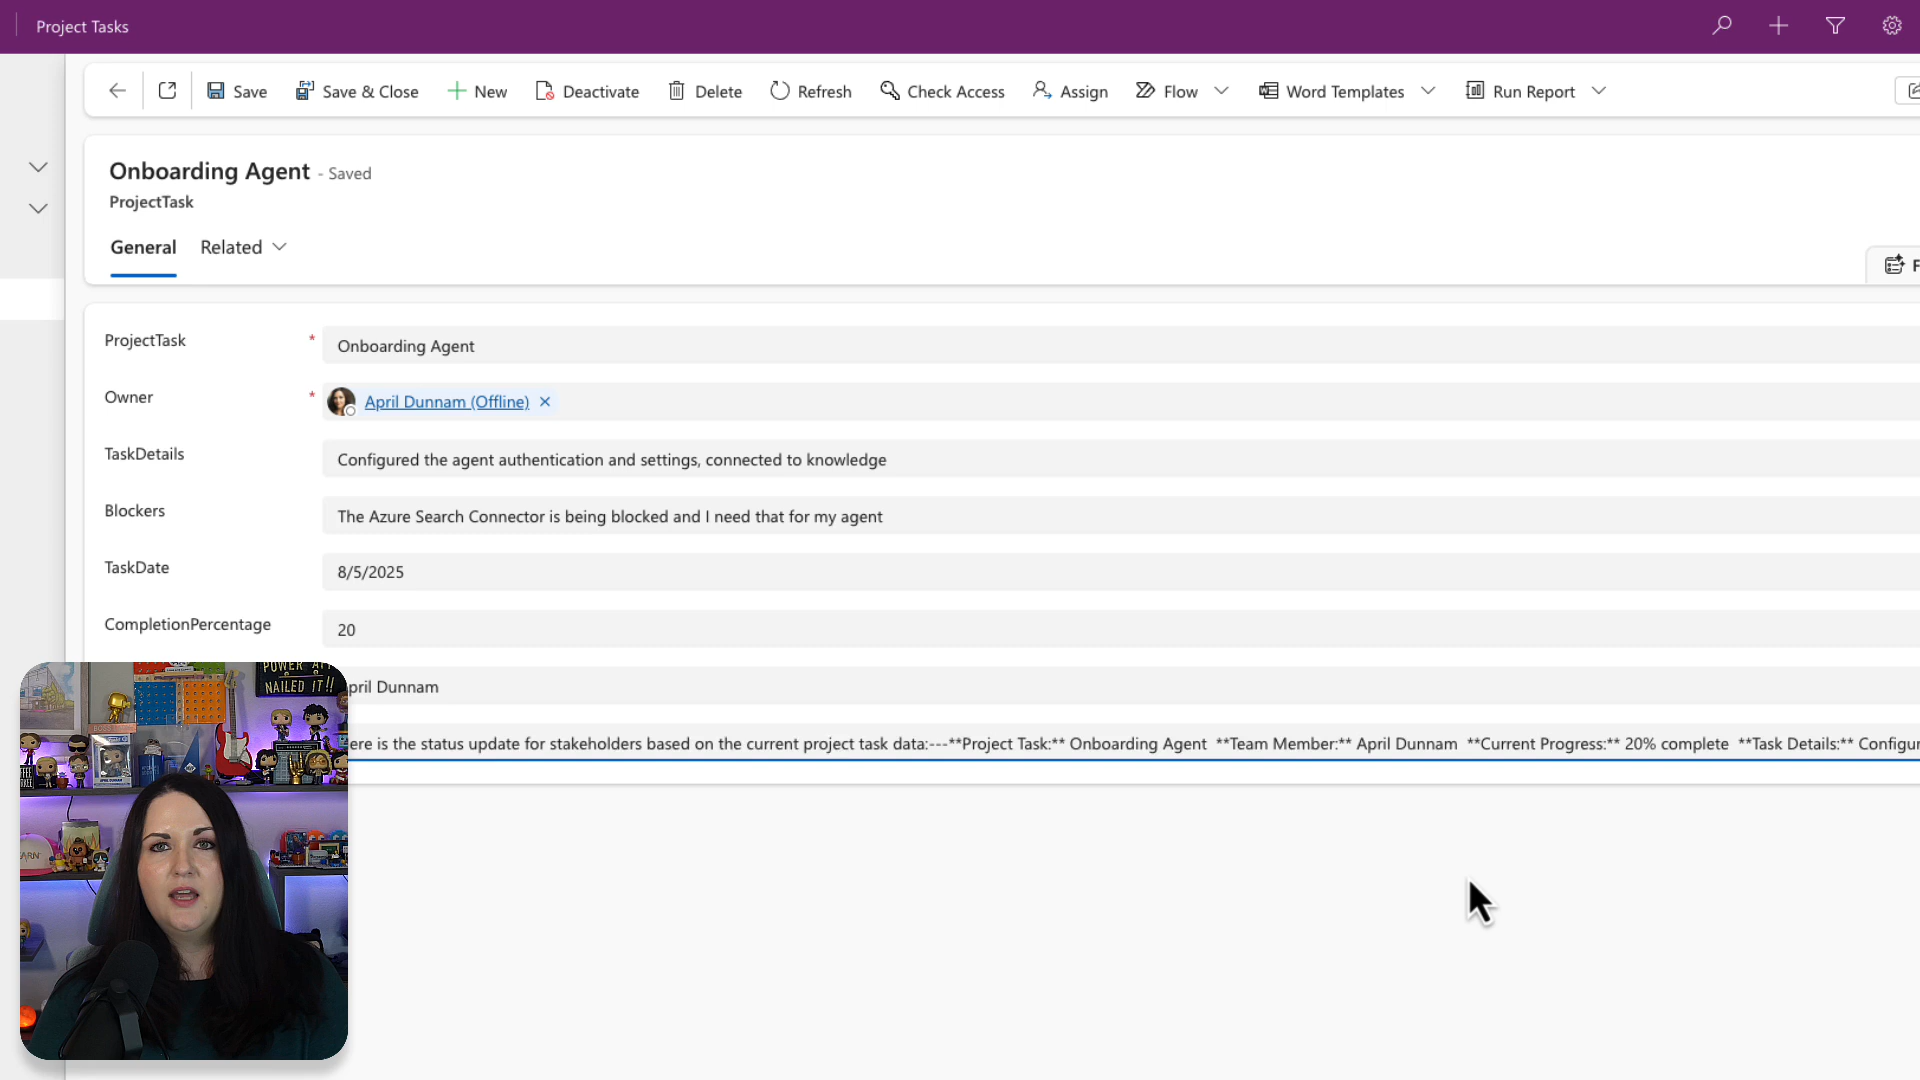 Project Tasks
Save
Save & Close
New
Deactivate
Delete
Refresh
Check Access
Assign
Flow
Word Templates
Run Report
Onboarding Agent - Saved
ProjectTask
General
Related
F
ProjectTask * Onboarding Agent
Owner * April Dunnam (Offline)
TaskDetails Configured the agent authentication and settings, connected to knowledge
Blockers The Azure Search Connector is being blocked and I need that for my agent
TaskDate 8/5/2025
CompletionPercentage 20
pril Dunnam
ere is the status update for stakeholders based on the current project task data:---**Project Task:** Onboarding Agent **Team Member:** April Dunnam **Current Progress:** 20% complete **Task Details:** Configur
POWER APP
NAILED IT!!